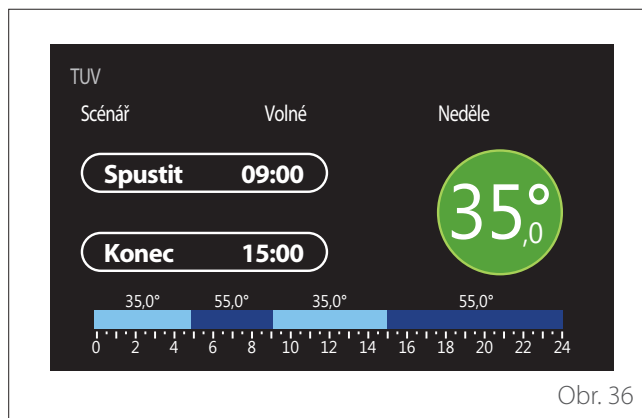 TUV
Scénář Volné Neděle
Spustit 09:00
35,0°
Konec 15:00
35,0° 55,0° 35,0° 55,0°
0 2 4 6 8 10 12 14 16 18 20 22 24
Obr. 36